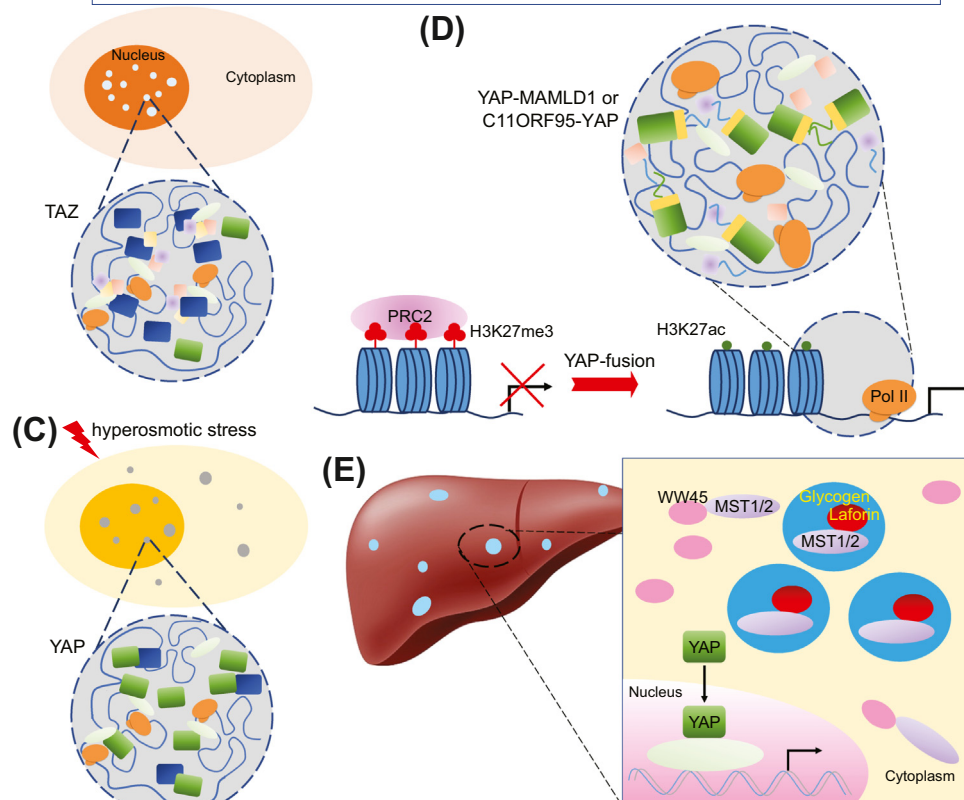 Nucleus
Cytoplasm
TAZ
(D)
YAP-MAMLD1 or
C11ORF95-YAP
PRC2
H3K27me3
YAP-fusion
H3K27ac
Pol II
(C)
hyperosmotic stress
YAP
(E)
WW45
MST1/2
Glycogen
Laforin
MST1/2
YAP
Nucleus
YAP
Cytoplasm